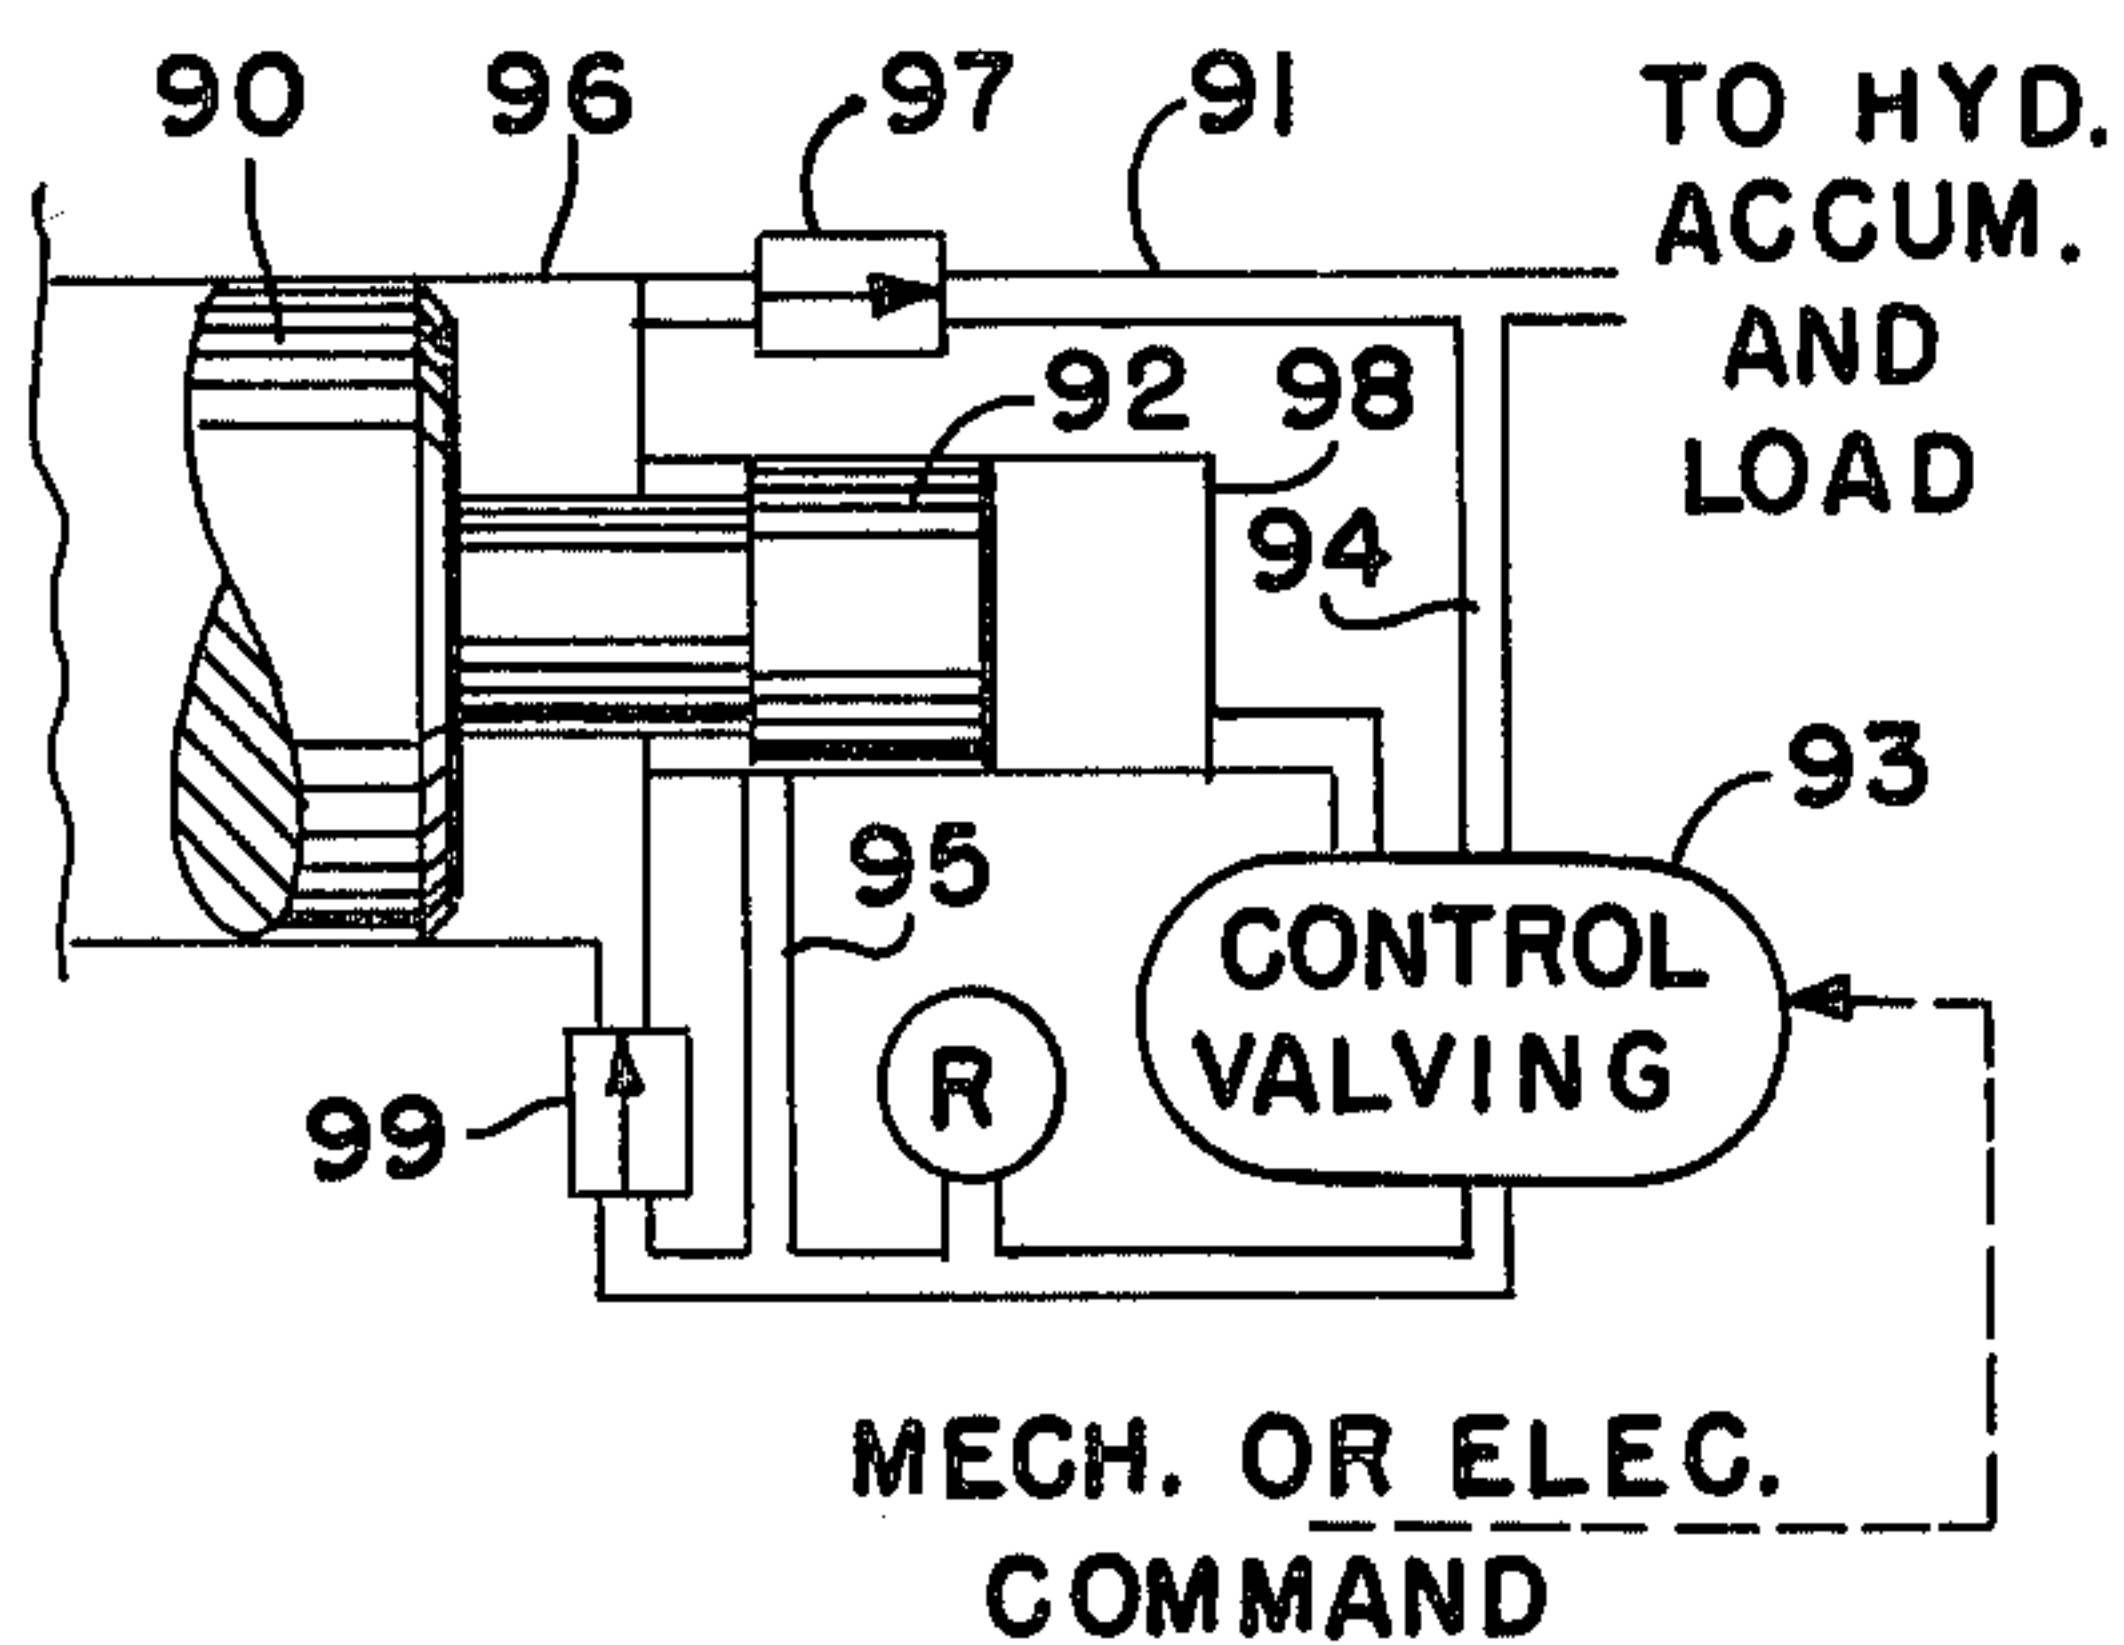 90 96 97 91 TO HYD.
ACCUM.
AND
92 98
LOAD
94
93
95
CONTROL
R VALVING
99
MECH. OR ELEC.
COMMAND